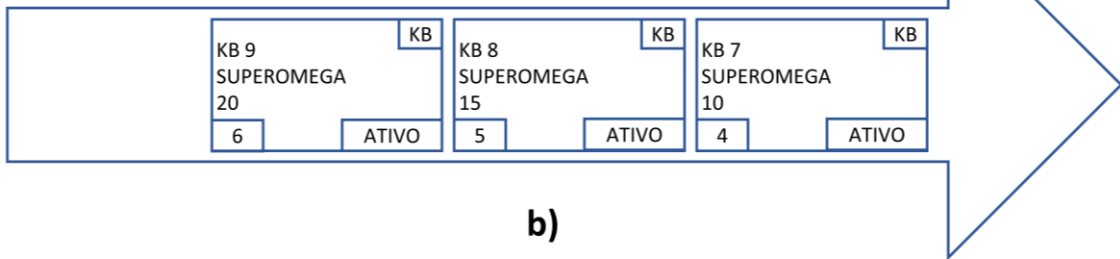 KB
KB 9
SUPEROMEGA
20
6
ATIVO
KB
KB 8
SUPEROMEGA
15
5
ATIVO
KB
KB 7
SUPEROMEGA
10
4
ATIVO
b)